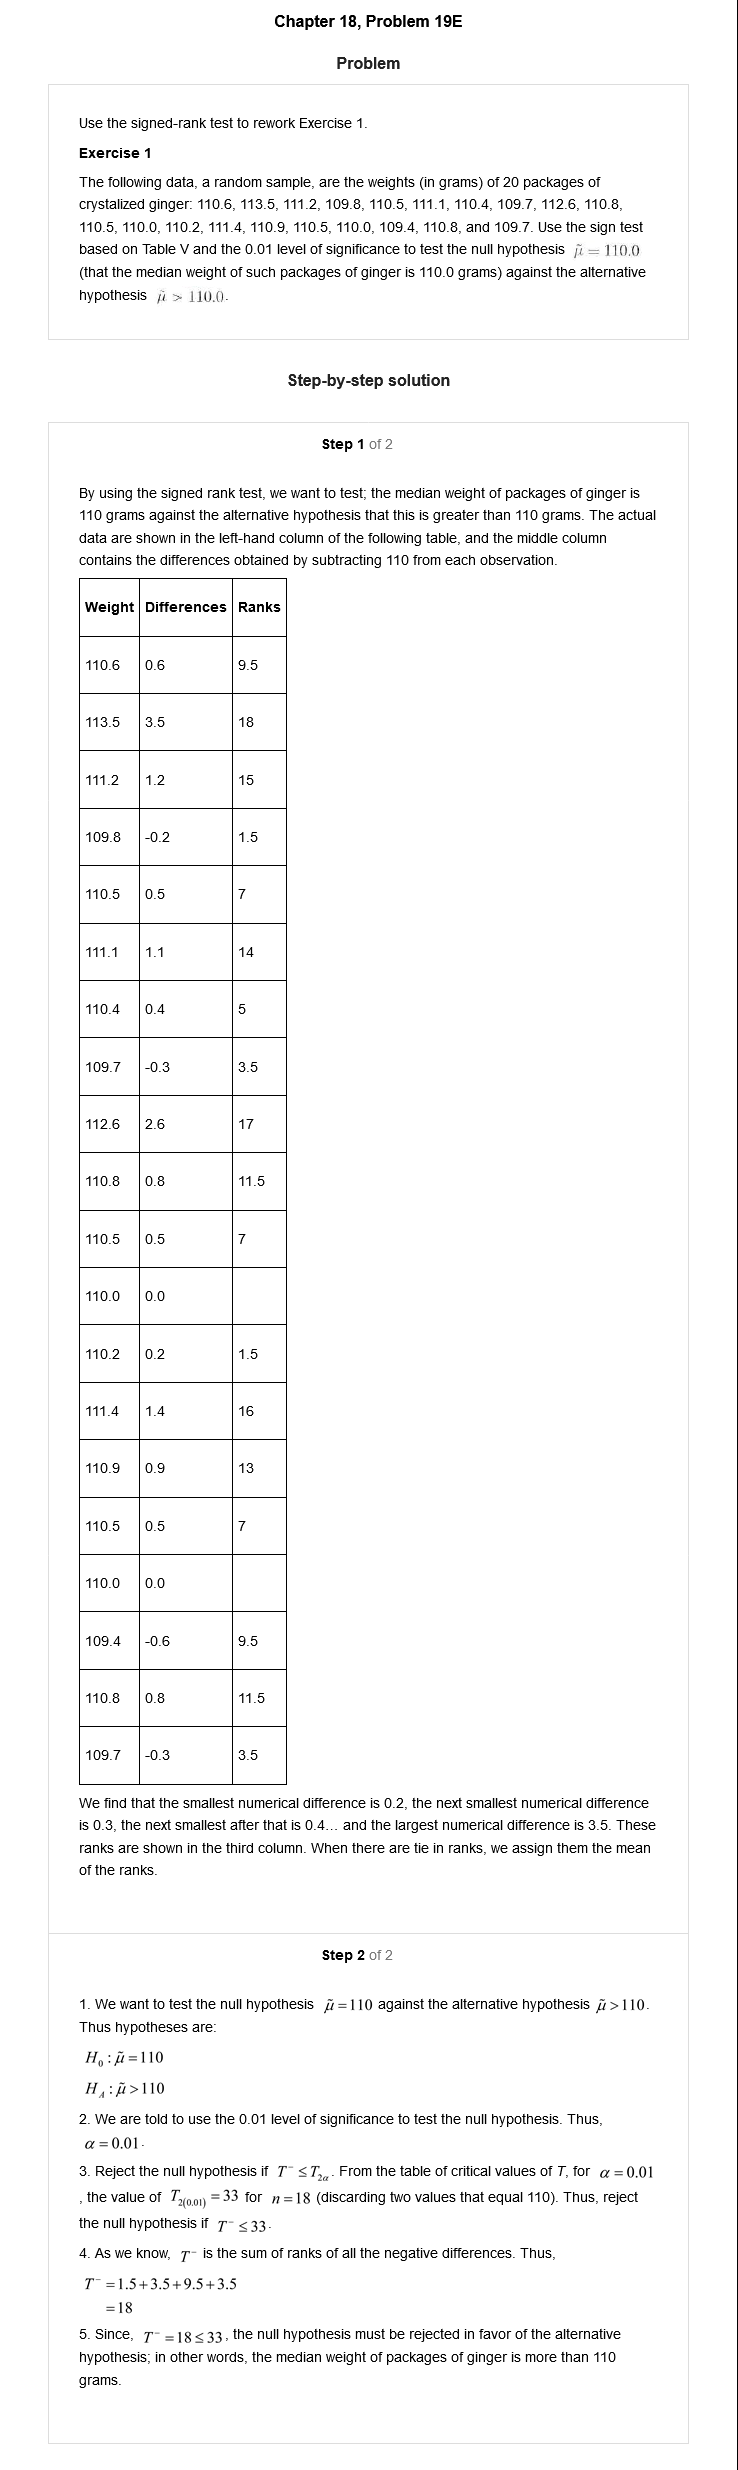 Chapter 18, Problem 19E
Problem
Use the signed-rank test to rework Exercise 1.
Exercise 1
The following data, a random sample, are the weights (in grams) of 20 packages of
crystalized ginger: 110.6, 113.5, 111.2, 109.8, 110.5, 111.1, 110.4, 109.7, 112.6, 110.8,
110.5, 110.0, 110.2, 111.4, 110.9, 110.5, 110.0, 109.4, 110.8, and 109.7. Use the sign test
based on Table V and the 0.01 level of significance to test the null hypothesis μ̃ = 110.0
(that the median weight of such packages of ginger is 110.0 grams) against the alternative
hypothesis μ̃ > 110.0.
Step-by-step solution
Step 1 of 2
By using the signed rank test, we want to test; the median weight of packages of ginger is
110 grams against the alternative hypothesis that this is greater than 110 grams. The actual
data are shown in the left-hand column of the following table, and the middle column
contains the differences obtained by subtracting 110 from each observation.
Weight Differences Ranks
110.6 0.6 9.5
113.5 3.5 18
111.2 1.2 15
109.8 -0.2 1.5
110.5 0.5 7
111.1 1.1 14
110.4 0.4 5
109.7 -0.3 3.5
112.6 2.6 17
110.8 0.8 11.5
110.5 0.5 7
110.0 0.0
110.2 0.2 1.5
111.4 1.4 16
110.9 0.9 13
110.5 0.5 7
110.0 0.0
109.4 -0.6 9.5
110.8 0.8 11.5
109.7 -0.3 3.5
We find that the smallest numerical difference is 0.2, the next smallest numerical difference
is 0.3, the next smallest after that is 0.4... and the largest numerical difference is 3.5. These
ranks are shown in the third column. When there are tie in ranks, we assign them the mean
of the ranks.
Step 2 of 2
1. We want to test the null hypothesis μ̃ = 110 against the alternative hypothesis μ̃ > 110.
Thus hypotheses are:
H₀ : μ̃ = 110
H_A : μ̃ > 110
2. We are told to use the 0.01 level of significance to test the null hypothesis. Thus,
α = 0.01.
3. Reject the null hypothesis if T⁻ ≤ T_2α. From the table of critical values of T, for α = 0.01
, the value of T_2(0.01) = 33 for n = 18 (discarding two values that equal 110). Thus, reject
the null hypothesis if T⁻ ≤ 33.
4. As we know, T⁻ is the sum of ranks of all the negative differences. Thus,
T⁻ = 1.5 + 3.5 + 9.5 + 3.5
= 18
5. Since, T⁻ = 18 ≤ 33, the null hypothesis must be rejected in favor of the alternative
hypothesis; in other words, the median weight of packages of ginger is more than 110
grams.